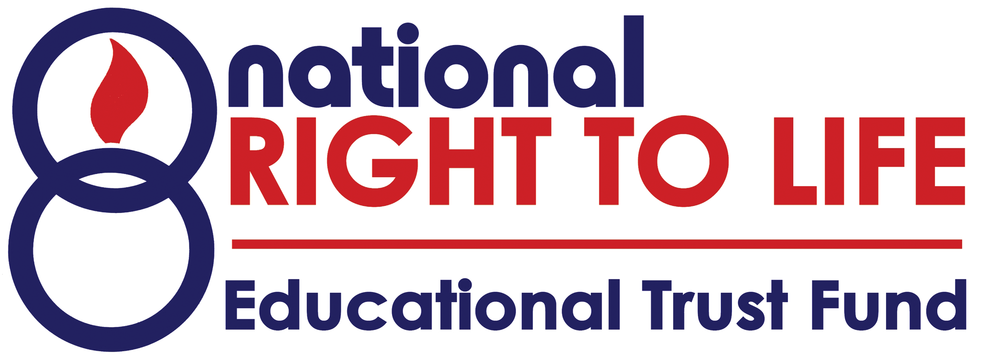 national
RIGHT TO LIFE
Educational Trust Fund